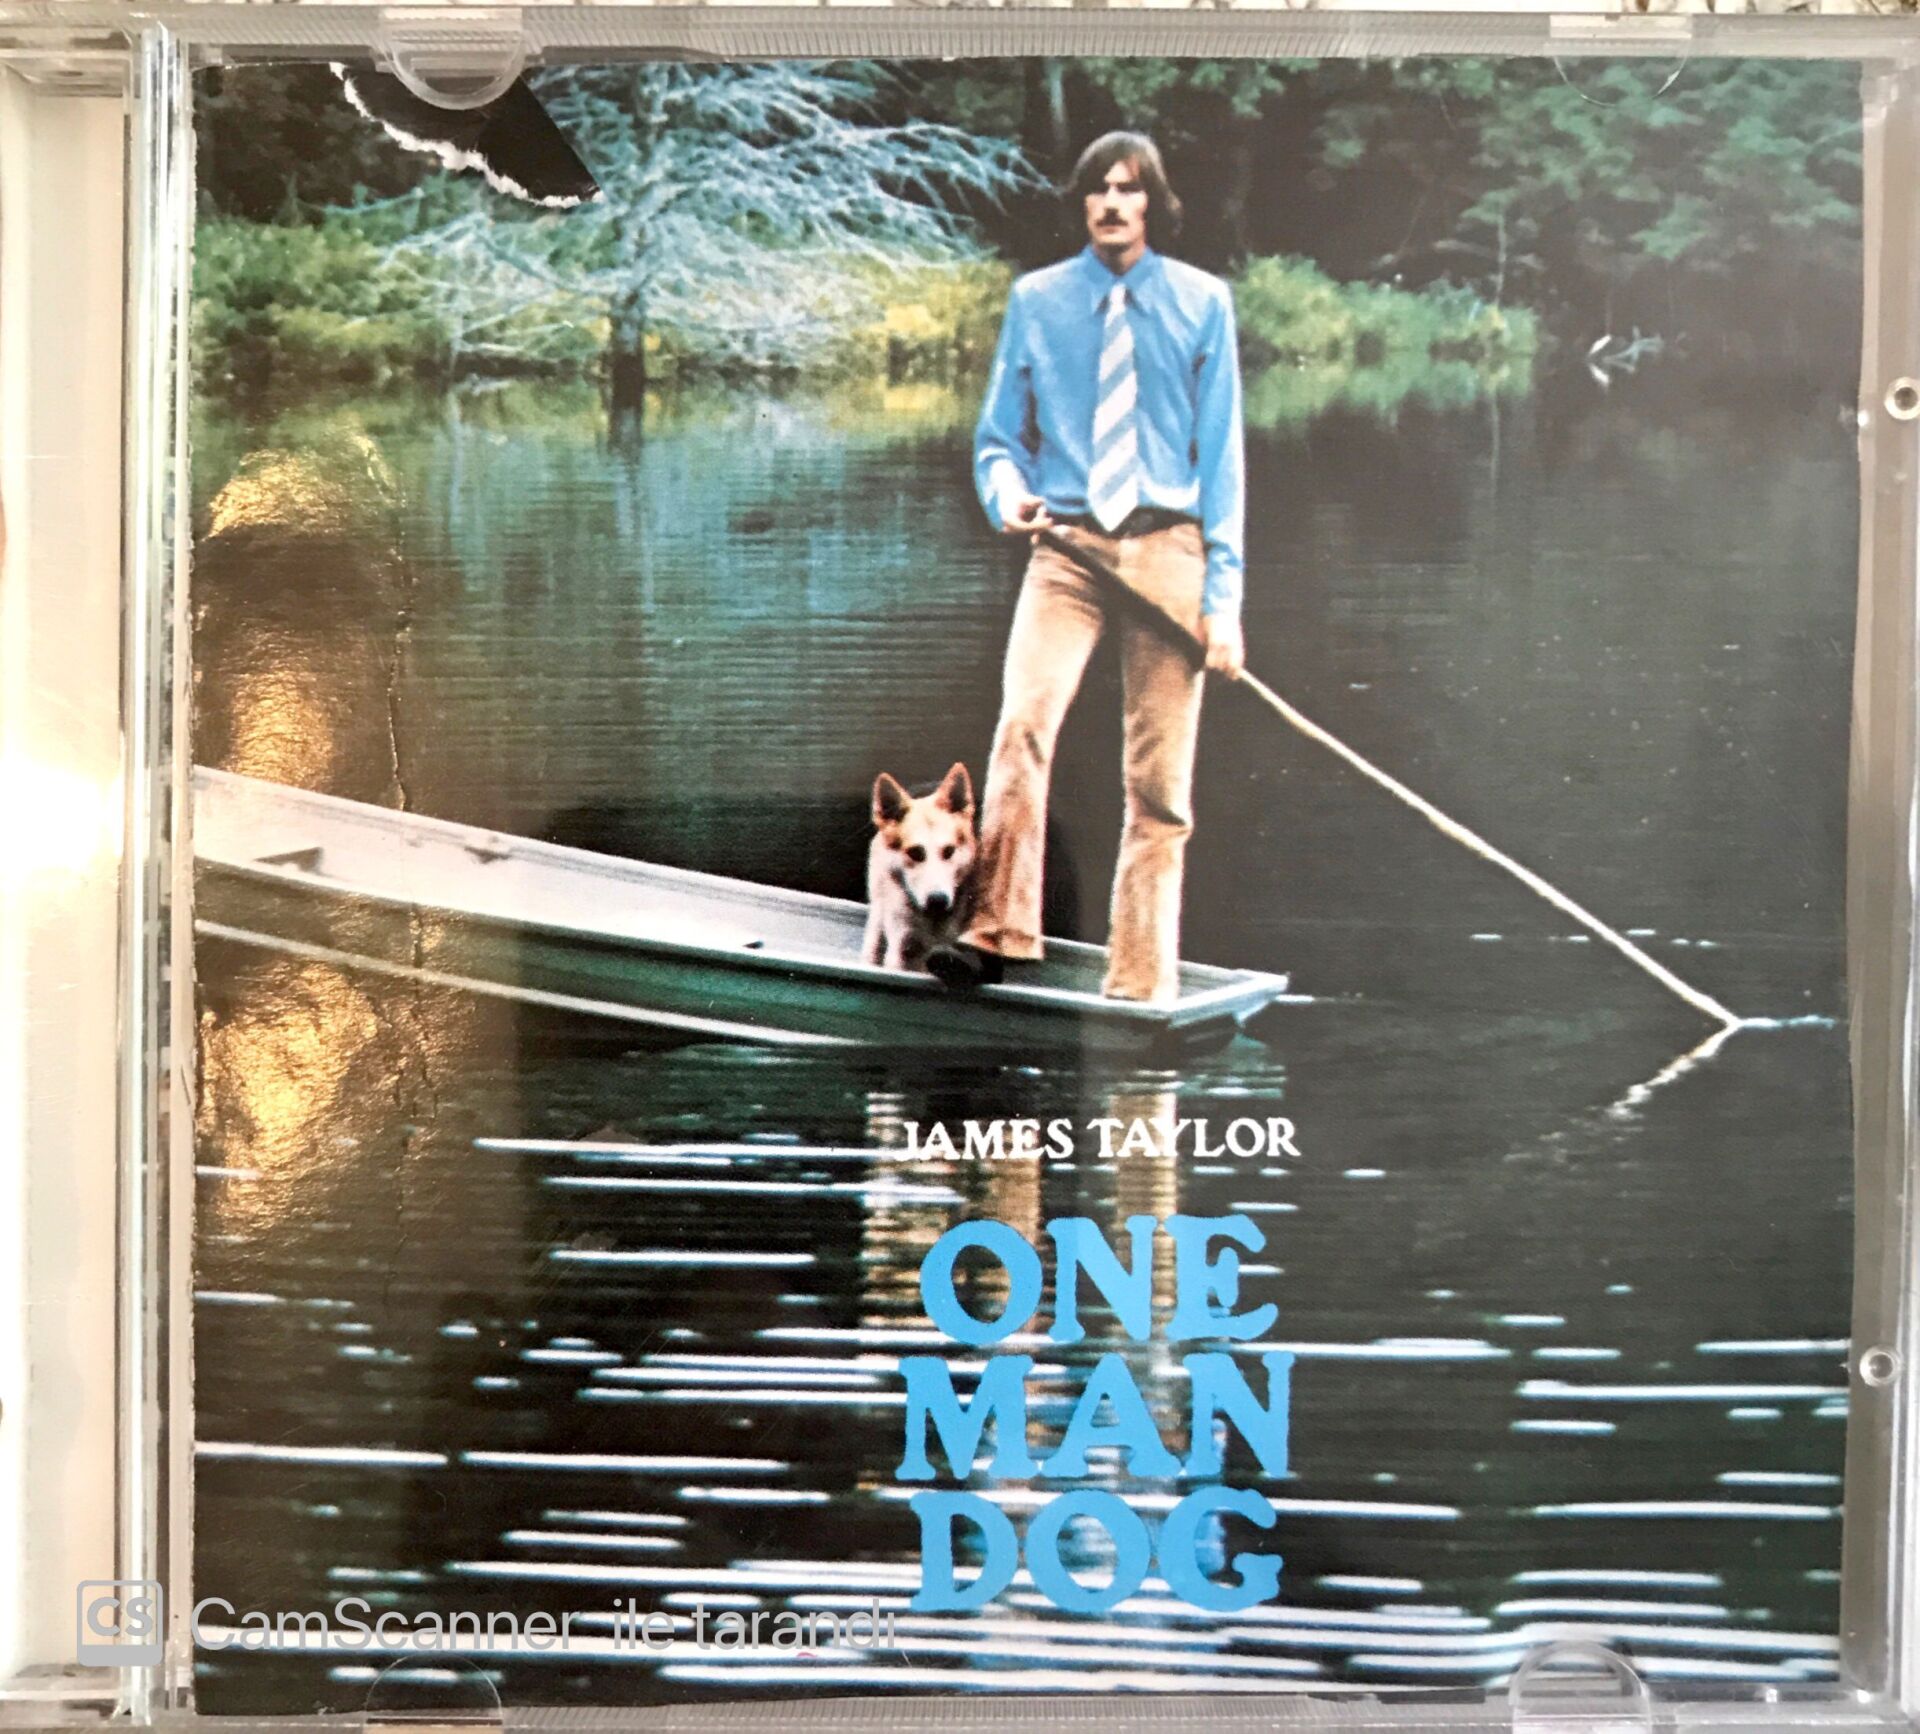 JAMES TAYLOR
ONE
MAN
DOG
CS CamScanner ile tarandı